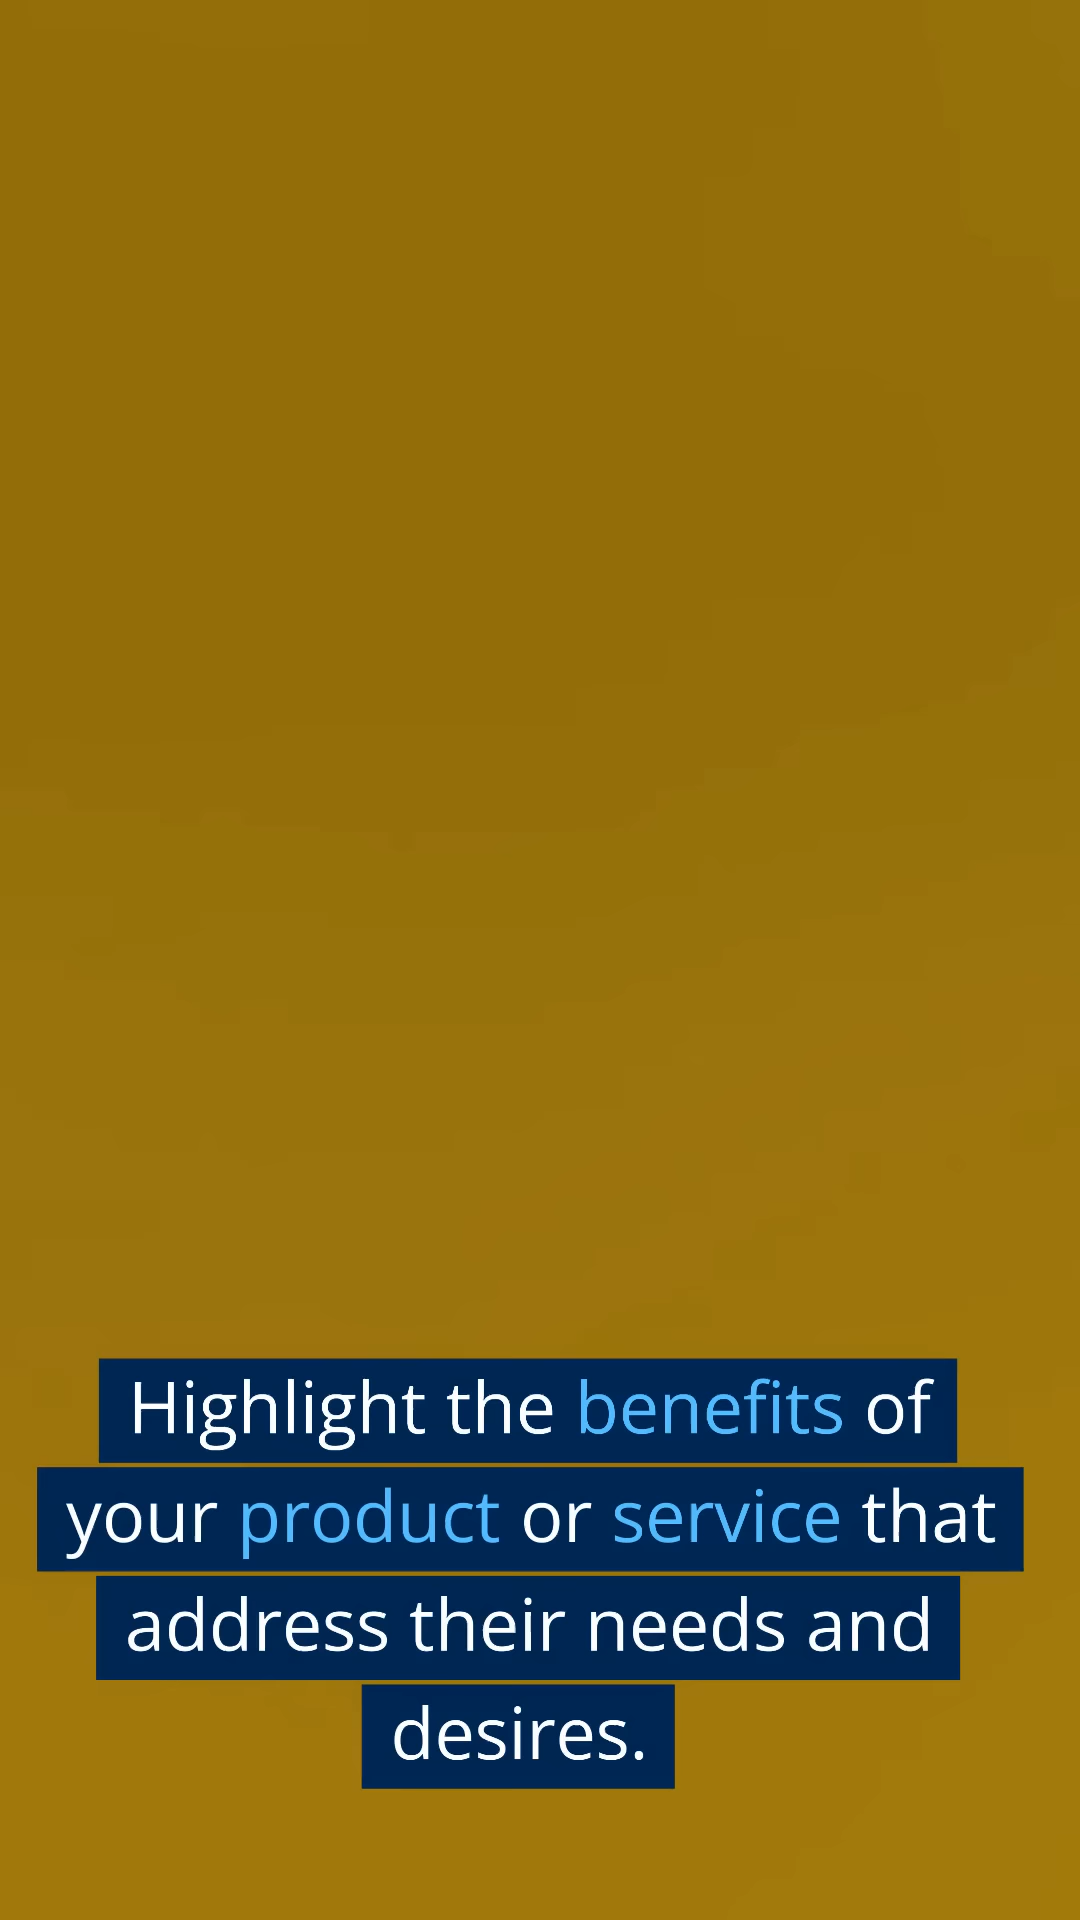 Highlight the benefits of
your product or service that
address their needs and
desires.